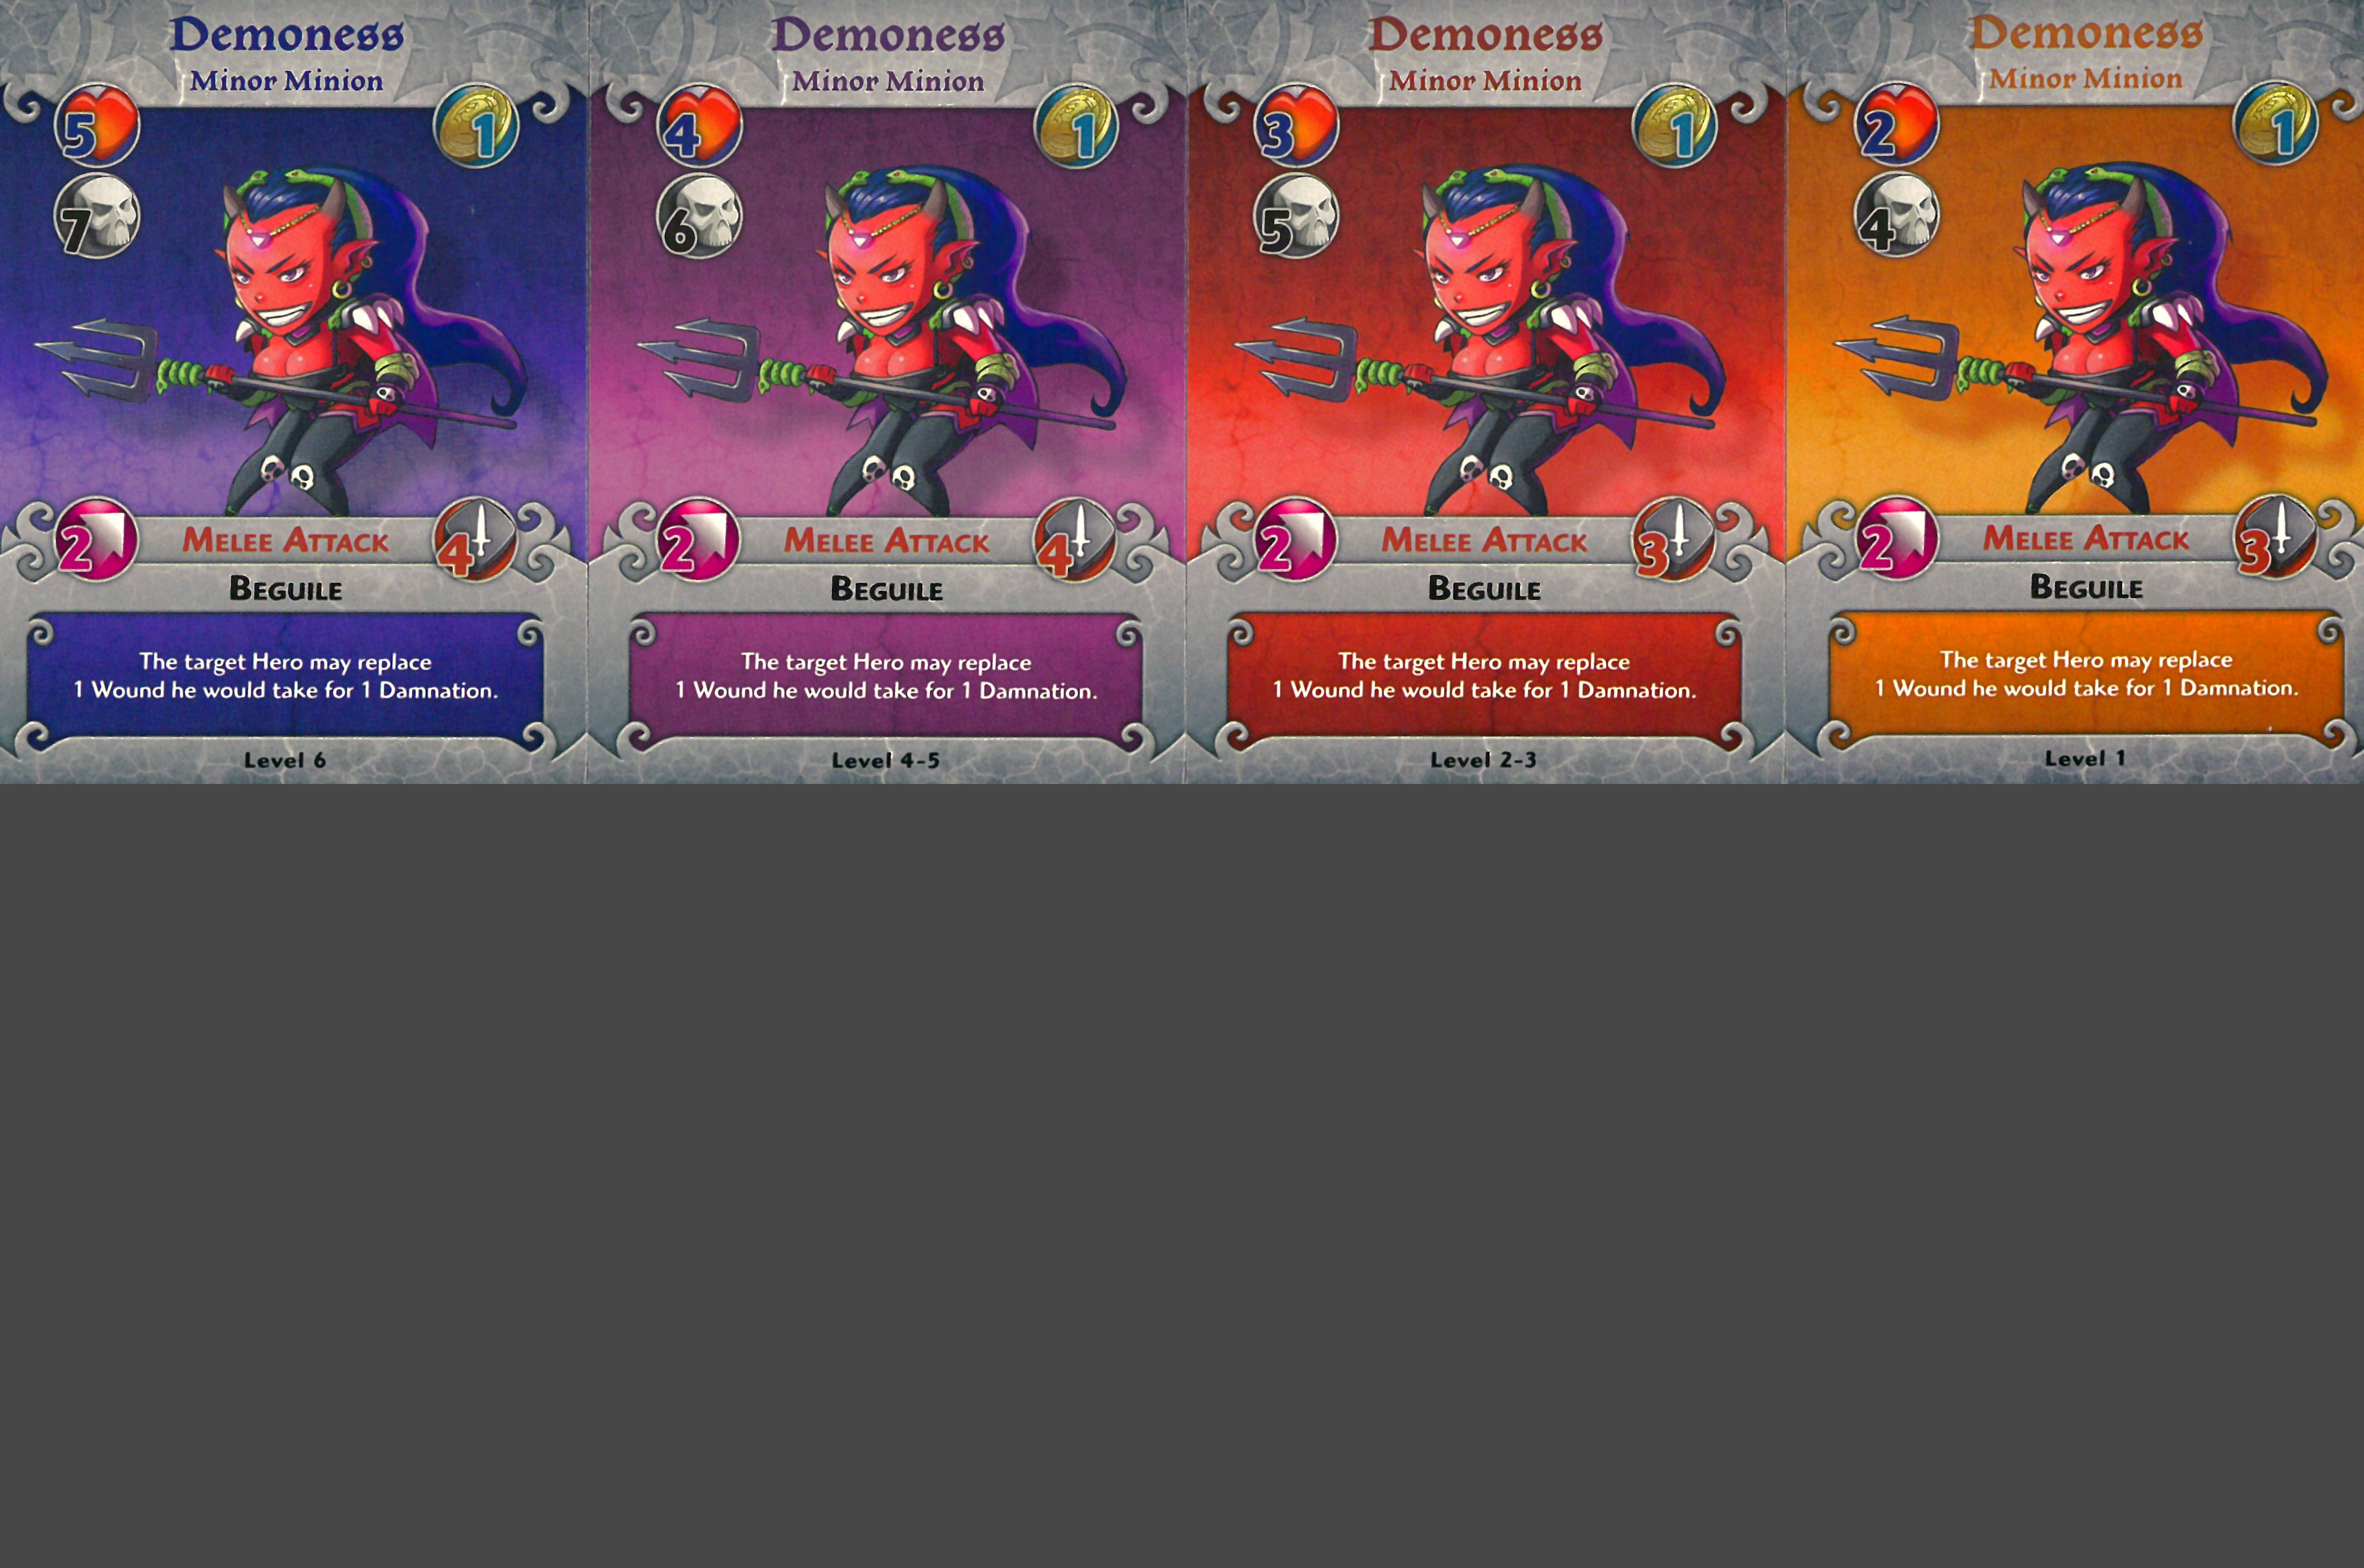 Demoness
Minor Minion
5
1
7
2
MELEE ATTACK
4
BEGUILE
The target Hero may replace
1 Wound he would take for 1 Damnation.
Level 6
Demoness
Minor Minion
4
1
6
2
MELEE ATTACK
4
BEGUILE
The target Hero may replace
1 Wound he would take for 1 Damnation.
Level 4-5
Demoness
Minor Minion
3
1
5
2
MELEE ATTACK
3
BEGUILE
The target Hero may replace
1 Wound he would take for 1 Damnation.
Level 2-3
Demoness
Minor Minion
2
1
4
2
MELEE ATTACK
3
BEGUILE
The target Hero may replace
1 Wound he would take for 1 Damnation.
Level 1